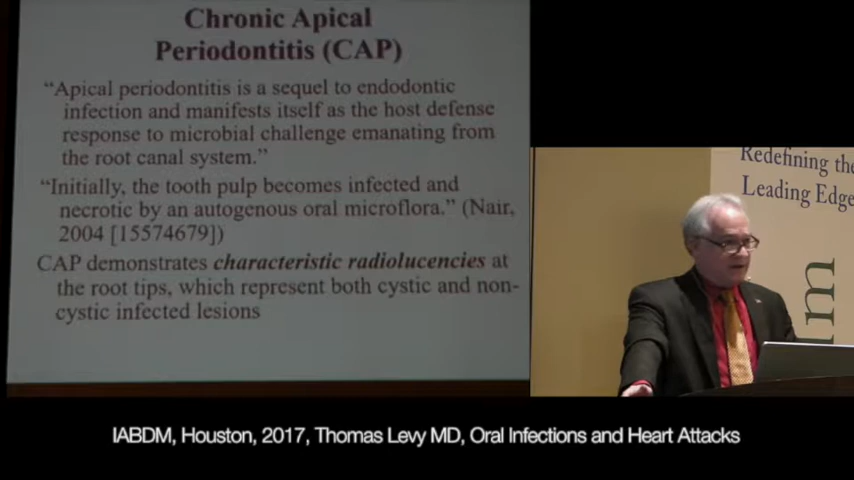 Chronic Apical
Periodontitis (CAP)
“Apical periodontitis is a sequel to endodontic
infection and manifests itself as the host defense
response to microbial challenge emanating from
the root canal system.”
“Initially, the tooth pulp becomes infected and
necrotic by an autogenous oral microflora.” (Nair,
2004 [15574679])
CAP demonstrates characteristic radiolucencies at
the root tips, which represent both cystic and non-
cystic infected lesions
Redefining the
Leading Edge
m
IABDM, Houston, 2017, Thomas Levy MD, Oral Infections and Heart Attacks